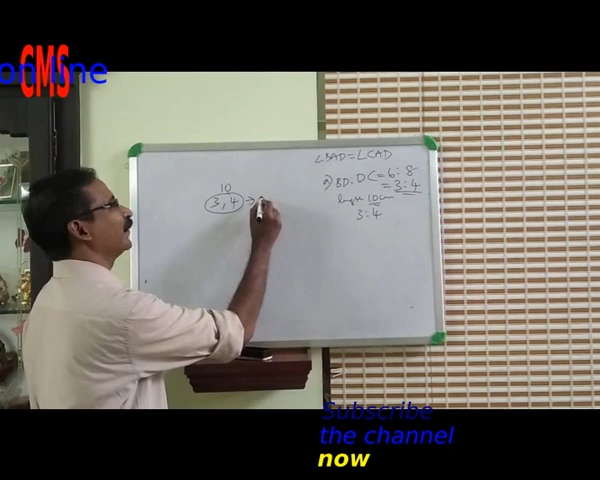 CMS
online
∠BAD=∠CAD
a) BD:DC=6:8
=3:4
10cm
3:4
10
3, 4 →
Subscribe
the channel
now